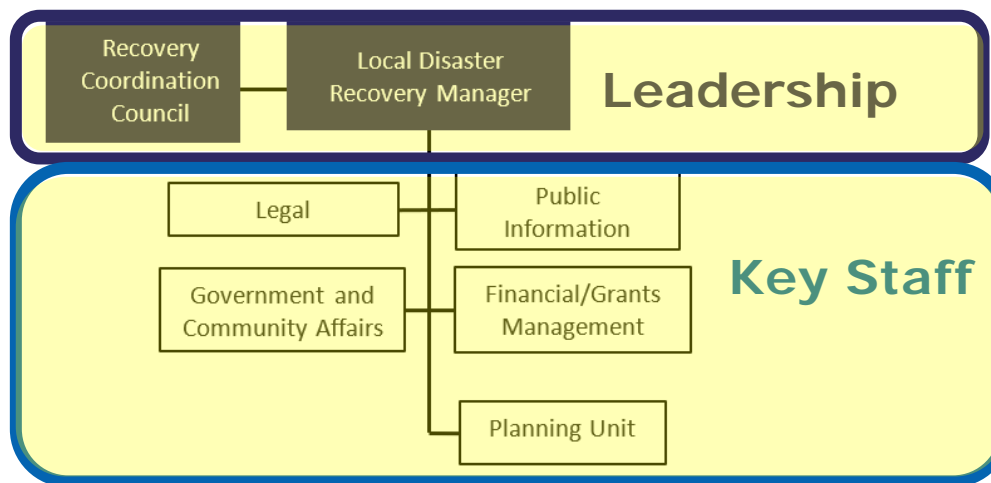 Recovery
Coordination
Council
Local Disaster
Recovery Manager
Leadership
Legal
Public
Information
Key Staff
Government and
Community Affairs
Financial/Grants
Management
Planning Unit